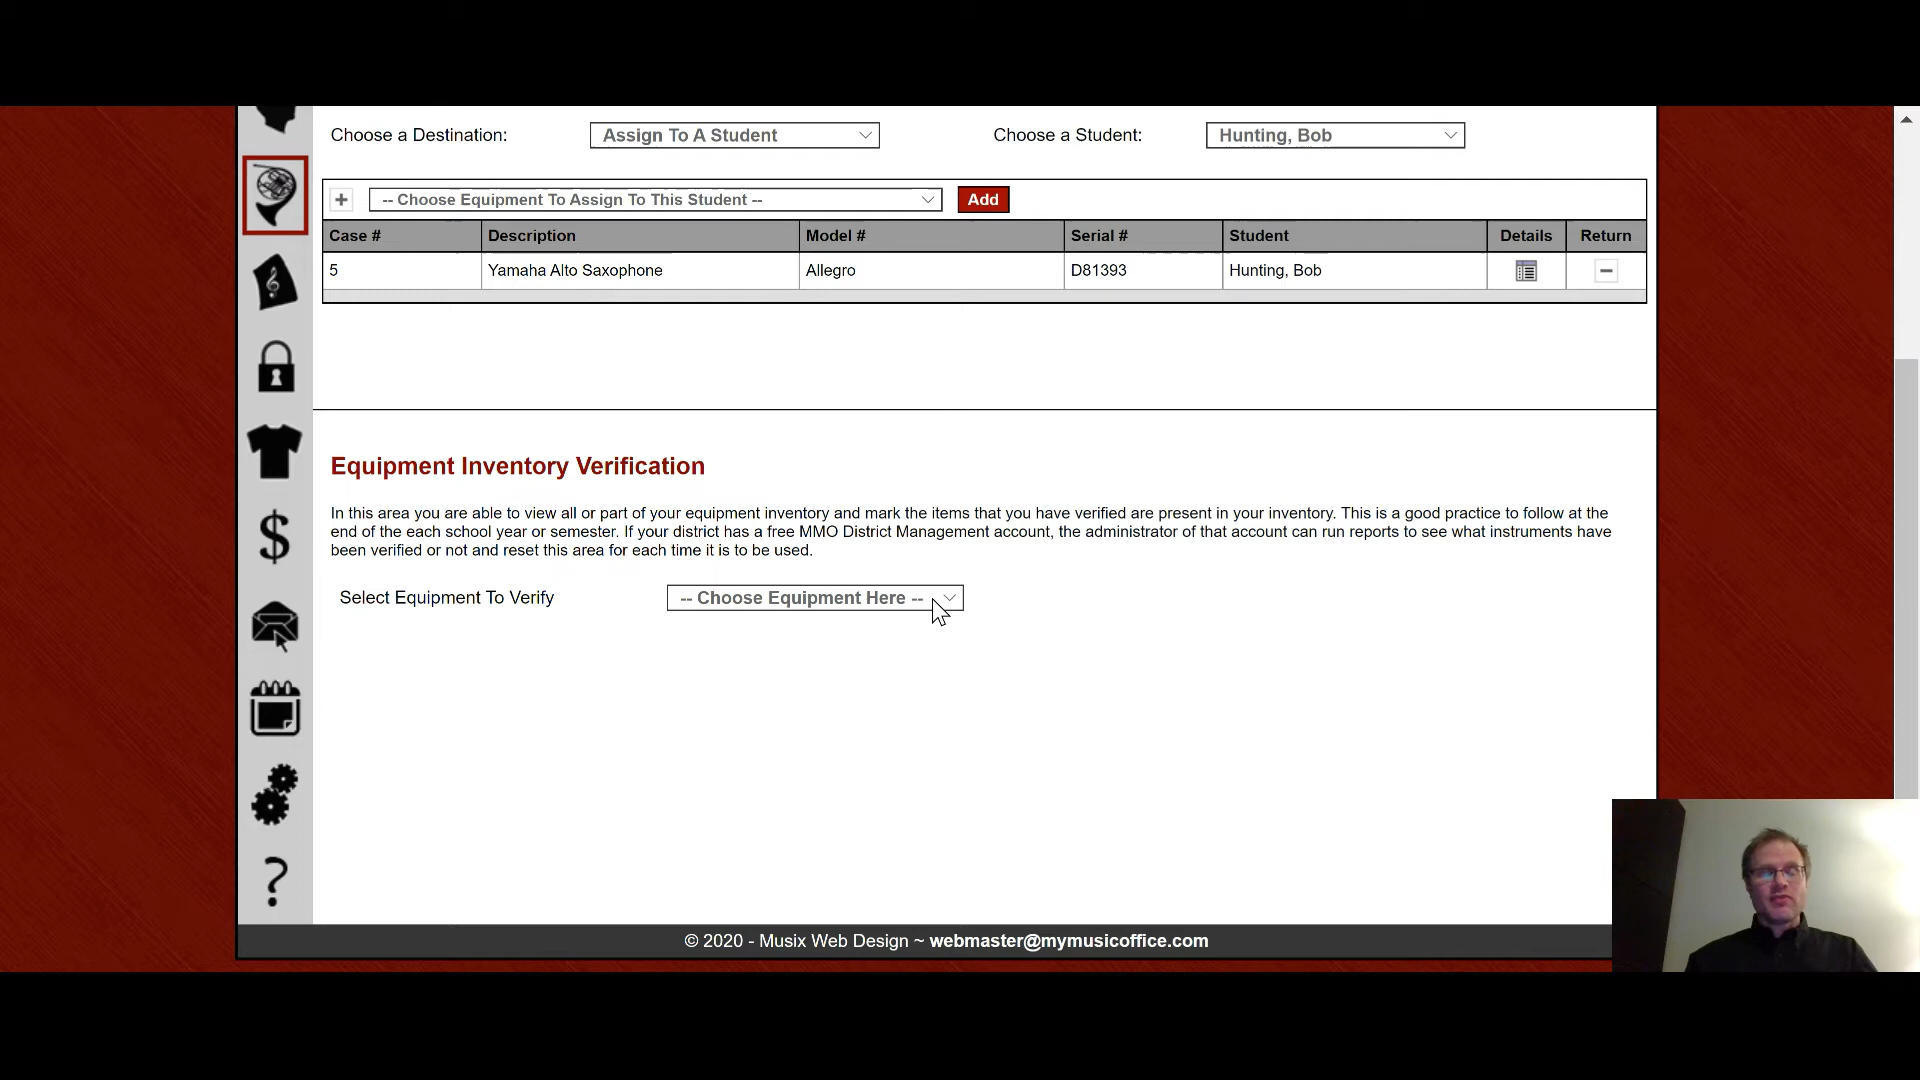 Choose a Destination: Assign To A Student Choose a Student: Hunting, Bob
+ -- Choose Equipment To Assign To This Student -- Add
Case # Description Model # Serial # Student Details Return
5 Yamaha Alto Saxophone Allegro D81393 Hunting, Bob
Equipment Inventory Verification
In this area you are able to view all or part of your equipment inventory and mark the items that you have verified are present in your inventory. This is a good practice to follow at the
end of the each school year or semester. If your district has a free MMO District Management account, the administrator of that account can run reports to see what instruments have
been verified or not and reset this area for each time it is to be used.
Select Equipment To Verify -- Choose Equipment Here --
$
?
© 2020 - Musix Web Design ~ webmaster@mymusicoffice.com